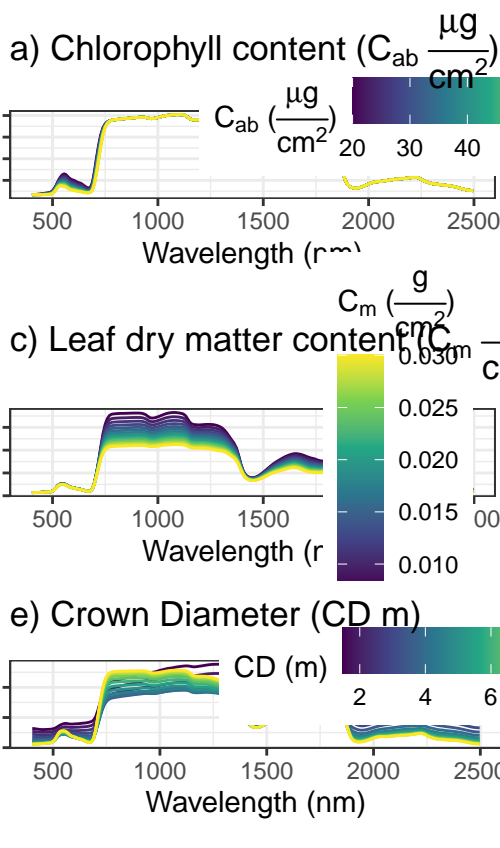 a) Chlorophyll content (Cab μg/cm2)
Cab (μg/cm2)
20 30 40
500 1000 1500 2000 2500
Wavelength (nm)
Cm (g/cm2)
c) Leaf dry matter content (Cm
c
0.030
0.025
0.020
0.015
0.010
500 1000 1500 00
Wavelength (r
e) Crown Diameter (CD m)
CD (m)
2 4 6
500 1000 1500 2000 2500
Wavelength (nm)